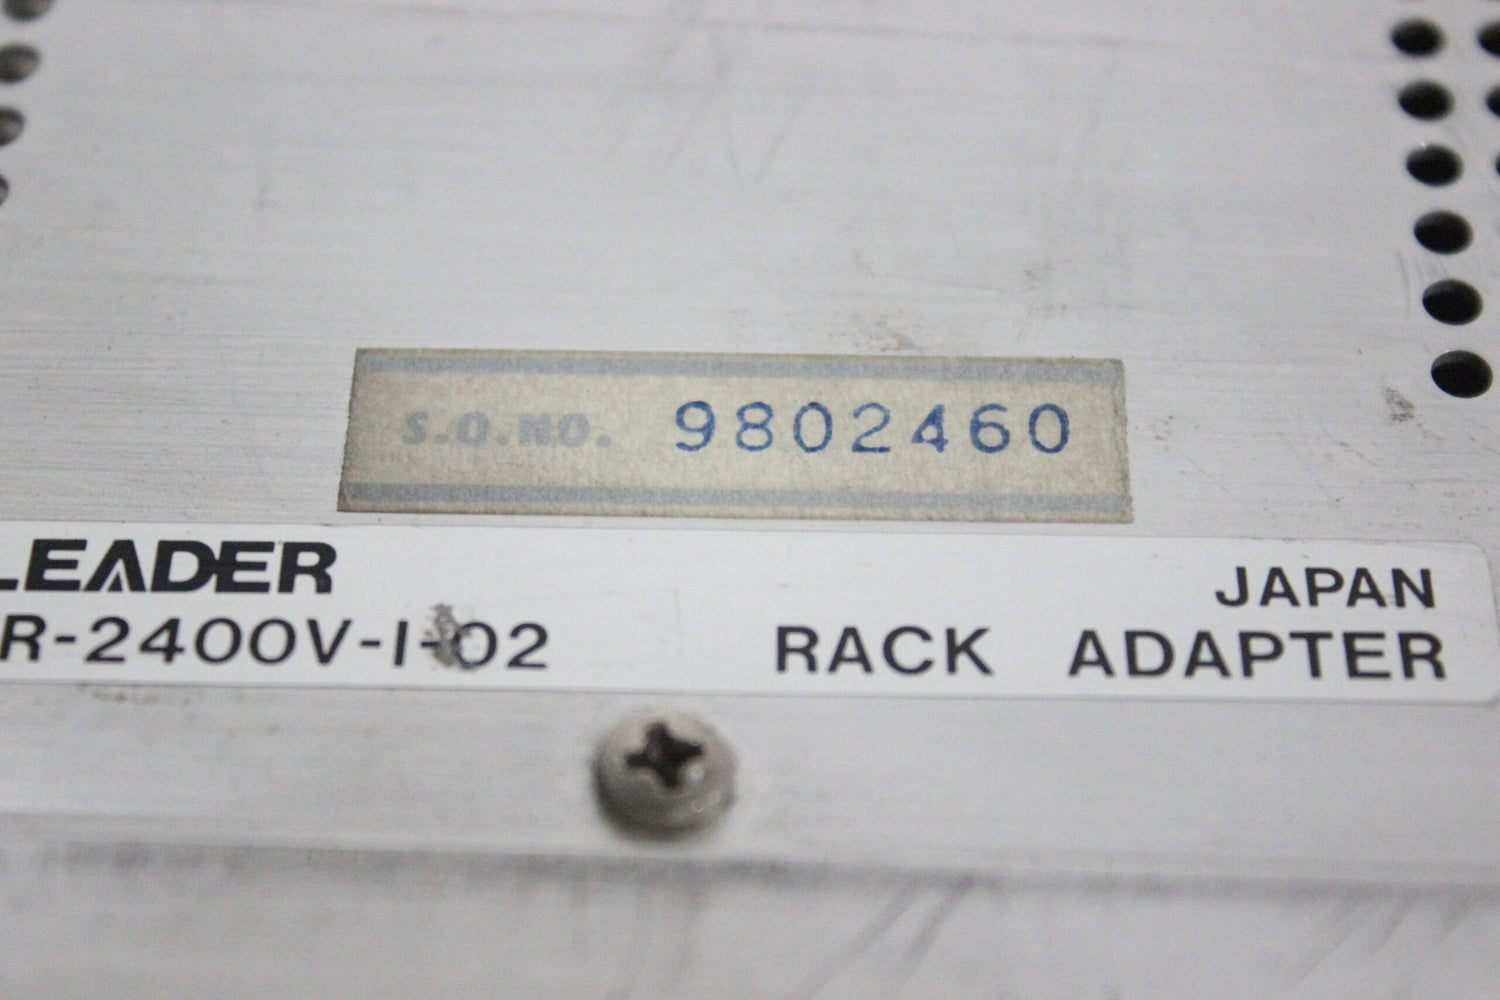 S.O.NO. 9802460
LEADER JAPAN
R-2400V-I-02 RACK ADAPTER